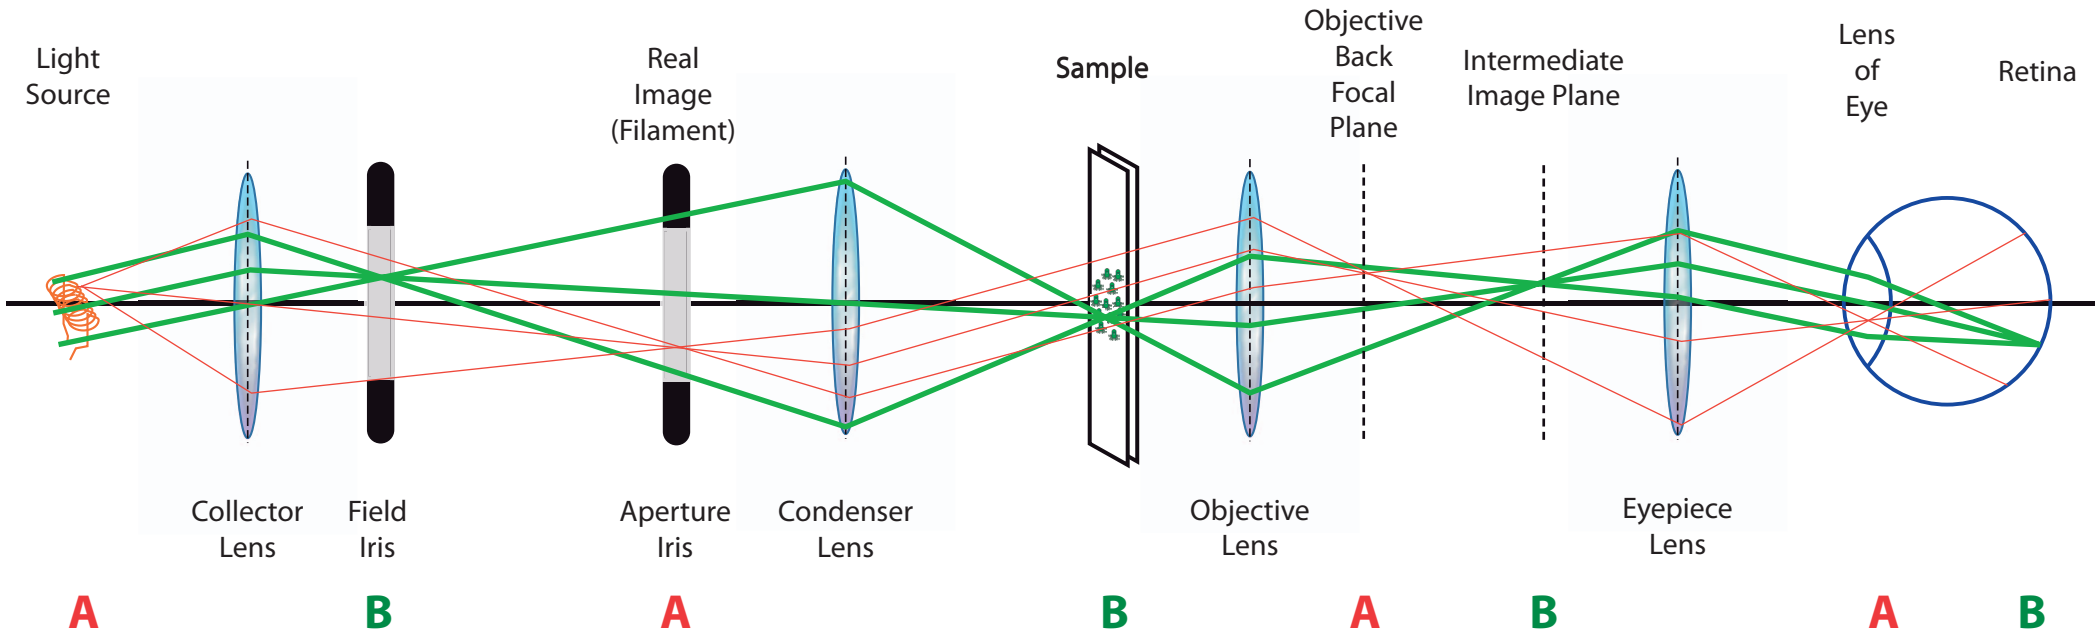 Light
Source
Real
Image
(Filament)
Sample
Objective
Back
Focal
Plane
Intermediate
Image Plane
Lens
of
Eye
Retina
Collector
Lens
Field
Iris
Aperture
Iris
Condenser
Lens
Objective
Lens
Eyepiece
Lens
A
B
A
B
A
B
A
B